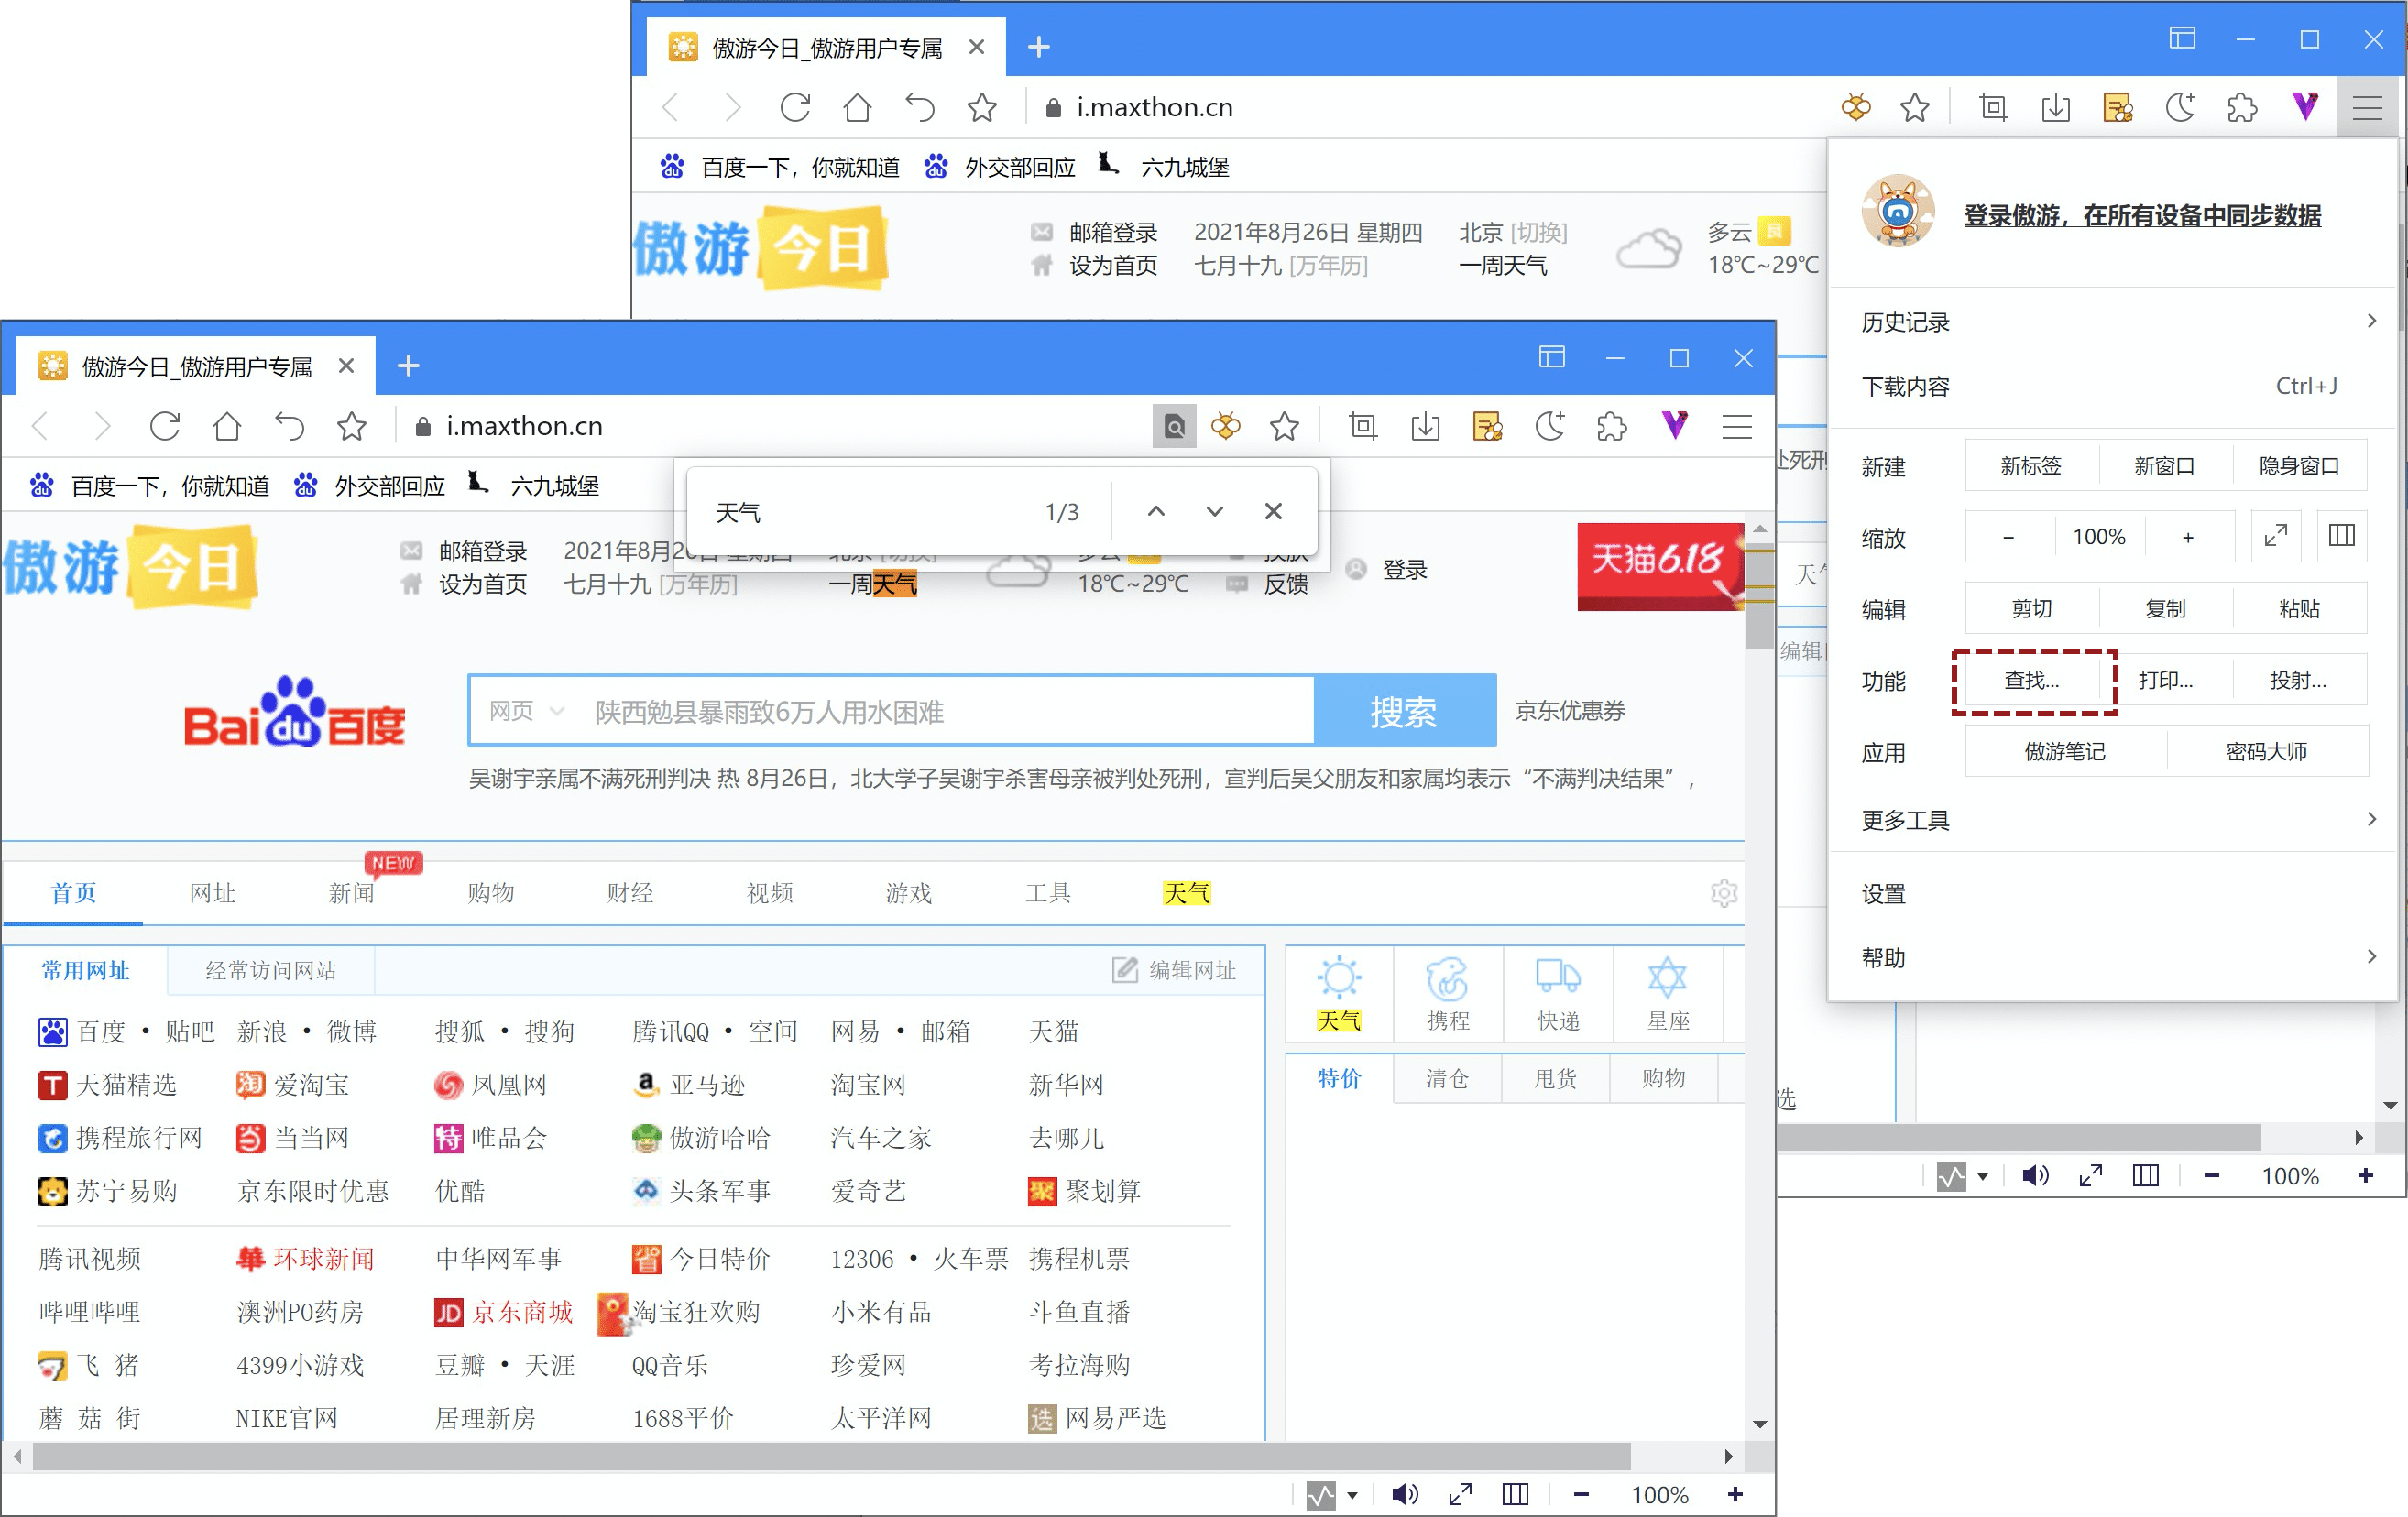 傲游今日_傲游用户专属
i.maxthon.cn
百度一下，你就知道 外交部回应 六九城堡
傲游今日
邮箱登录 2021年8月26日 星期四 北京 [切换] 多云 良
设为首页 七月十九 [万年历] 一周天气 18℃~29℃
登录傲游，在所有设备中同步数据
历史记录
下载内容 Ctrl+J
新建 新标签 新窗口 隐身窗口
缩放 - 100% +
编辑 剪切 复制 粘贴
功能 查找... 打印... 投射...
应用 傲游笔记 密码大师
更多工具
设置
帮助
处死刑
编辑
选
100%
傲游今日_傲游用户专属
i.maxthon.cn
百度一下，你就知道 外交部回应 六九城堡
天气 1/3
傲游今日
邮箱登录 2021年8月26日 星期四 北京 [切换] 多云 换肤
设为首页 七月十九 [万年历] 一周天气 18℃~29℃ 反馈
登录
天猫6.18
Bai du 百度
网页 陕西勉县暴雨致6万人用水困难 搜索 京东优惠券
吴谢宇亲属不满死刑判决 热 8月26日，北大学子吴谢宇杀害母亲被判处死刑，宣判后吴父朋友和家属均表示“不满判决结果”，
NEW
首页 网址 新闻 购物 财经 视频 游戏 工具 天气
常用网址 经常访问网站 编辑网址
百度 • 贴吧 新浪 • 微博 搜狐 • 搜狗 腾讯QQ • 空间 网易 • 邮箱 天猫
T 天猫精选 淘 爱淘宝 凤凰网 a 亚马逊 淘宝网 新华网
携程旅行网 当 当当网 特 唯品会 傲游哈哈 汽车之家 去哪儿
苏宁易购 京东限时优惠 优酷 头条军事 爱奇艺 聚 聚划算
腾讯视频 華 环球新闻 中华网军事 省 今日特价 12306 • 火车票 携程机票
哔哩哔哩 澳洲PO药房 JD 京东商城 淘宝狂欢购 小米有品 斗鱼直播
飞 猪 4399小游戏 豆瓣 • 天涯 QQ音乐 珍爱网 考拉海购
蘑 菇 街 NIKE官网 居理新房 1688平价 太平洋网 选 网易严选
天气 携程 快递 星座
特价 清仓 甩货 购物
100%